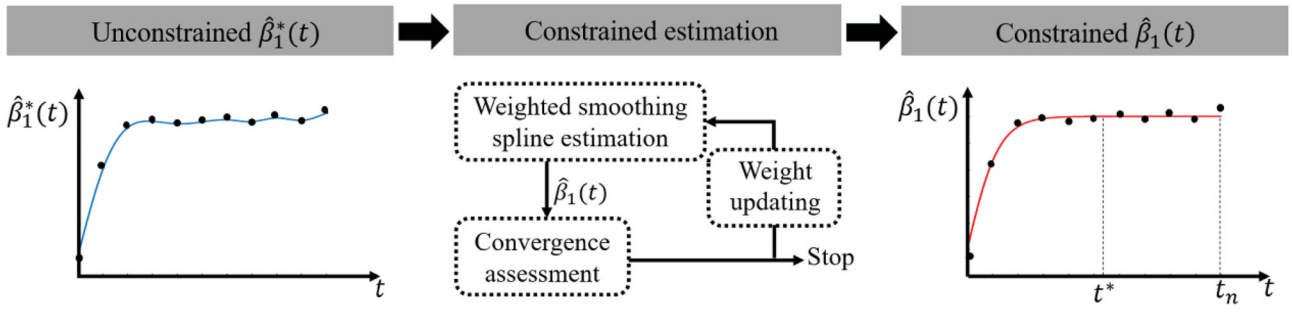 Unconstrained β̂₁*(t)
Constrained estimation
Constrained β̂₁(t)
β̂₁*(t)
t
Weighted smoothing
spline estimation
β̂₁(t)
Weight
updating
Convergence
assessment
Stop
β̂₁(t)
t*
tₙ
t